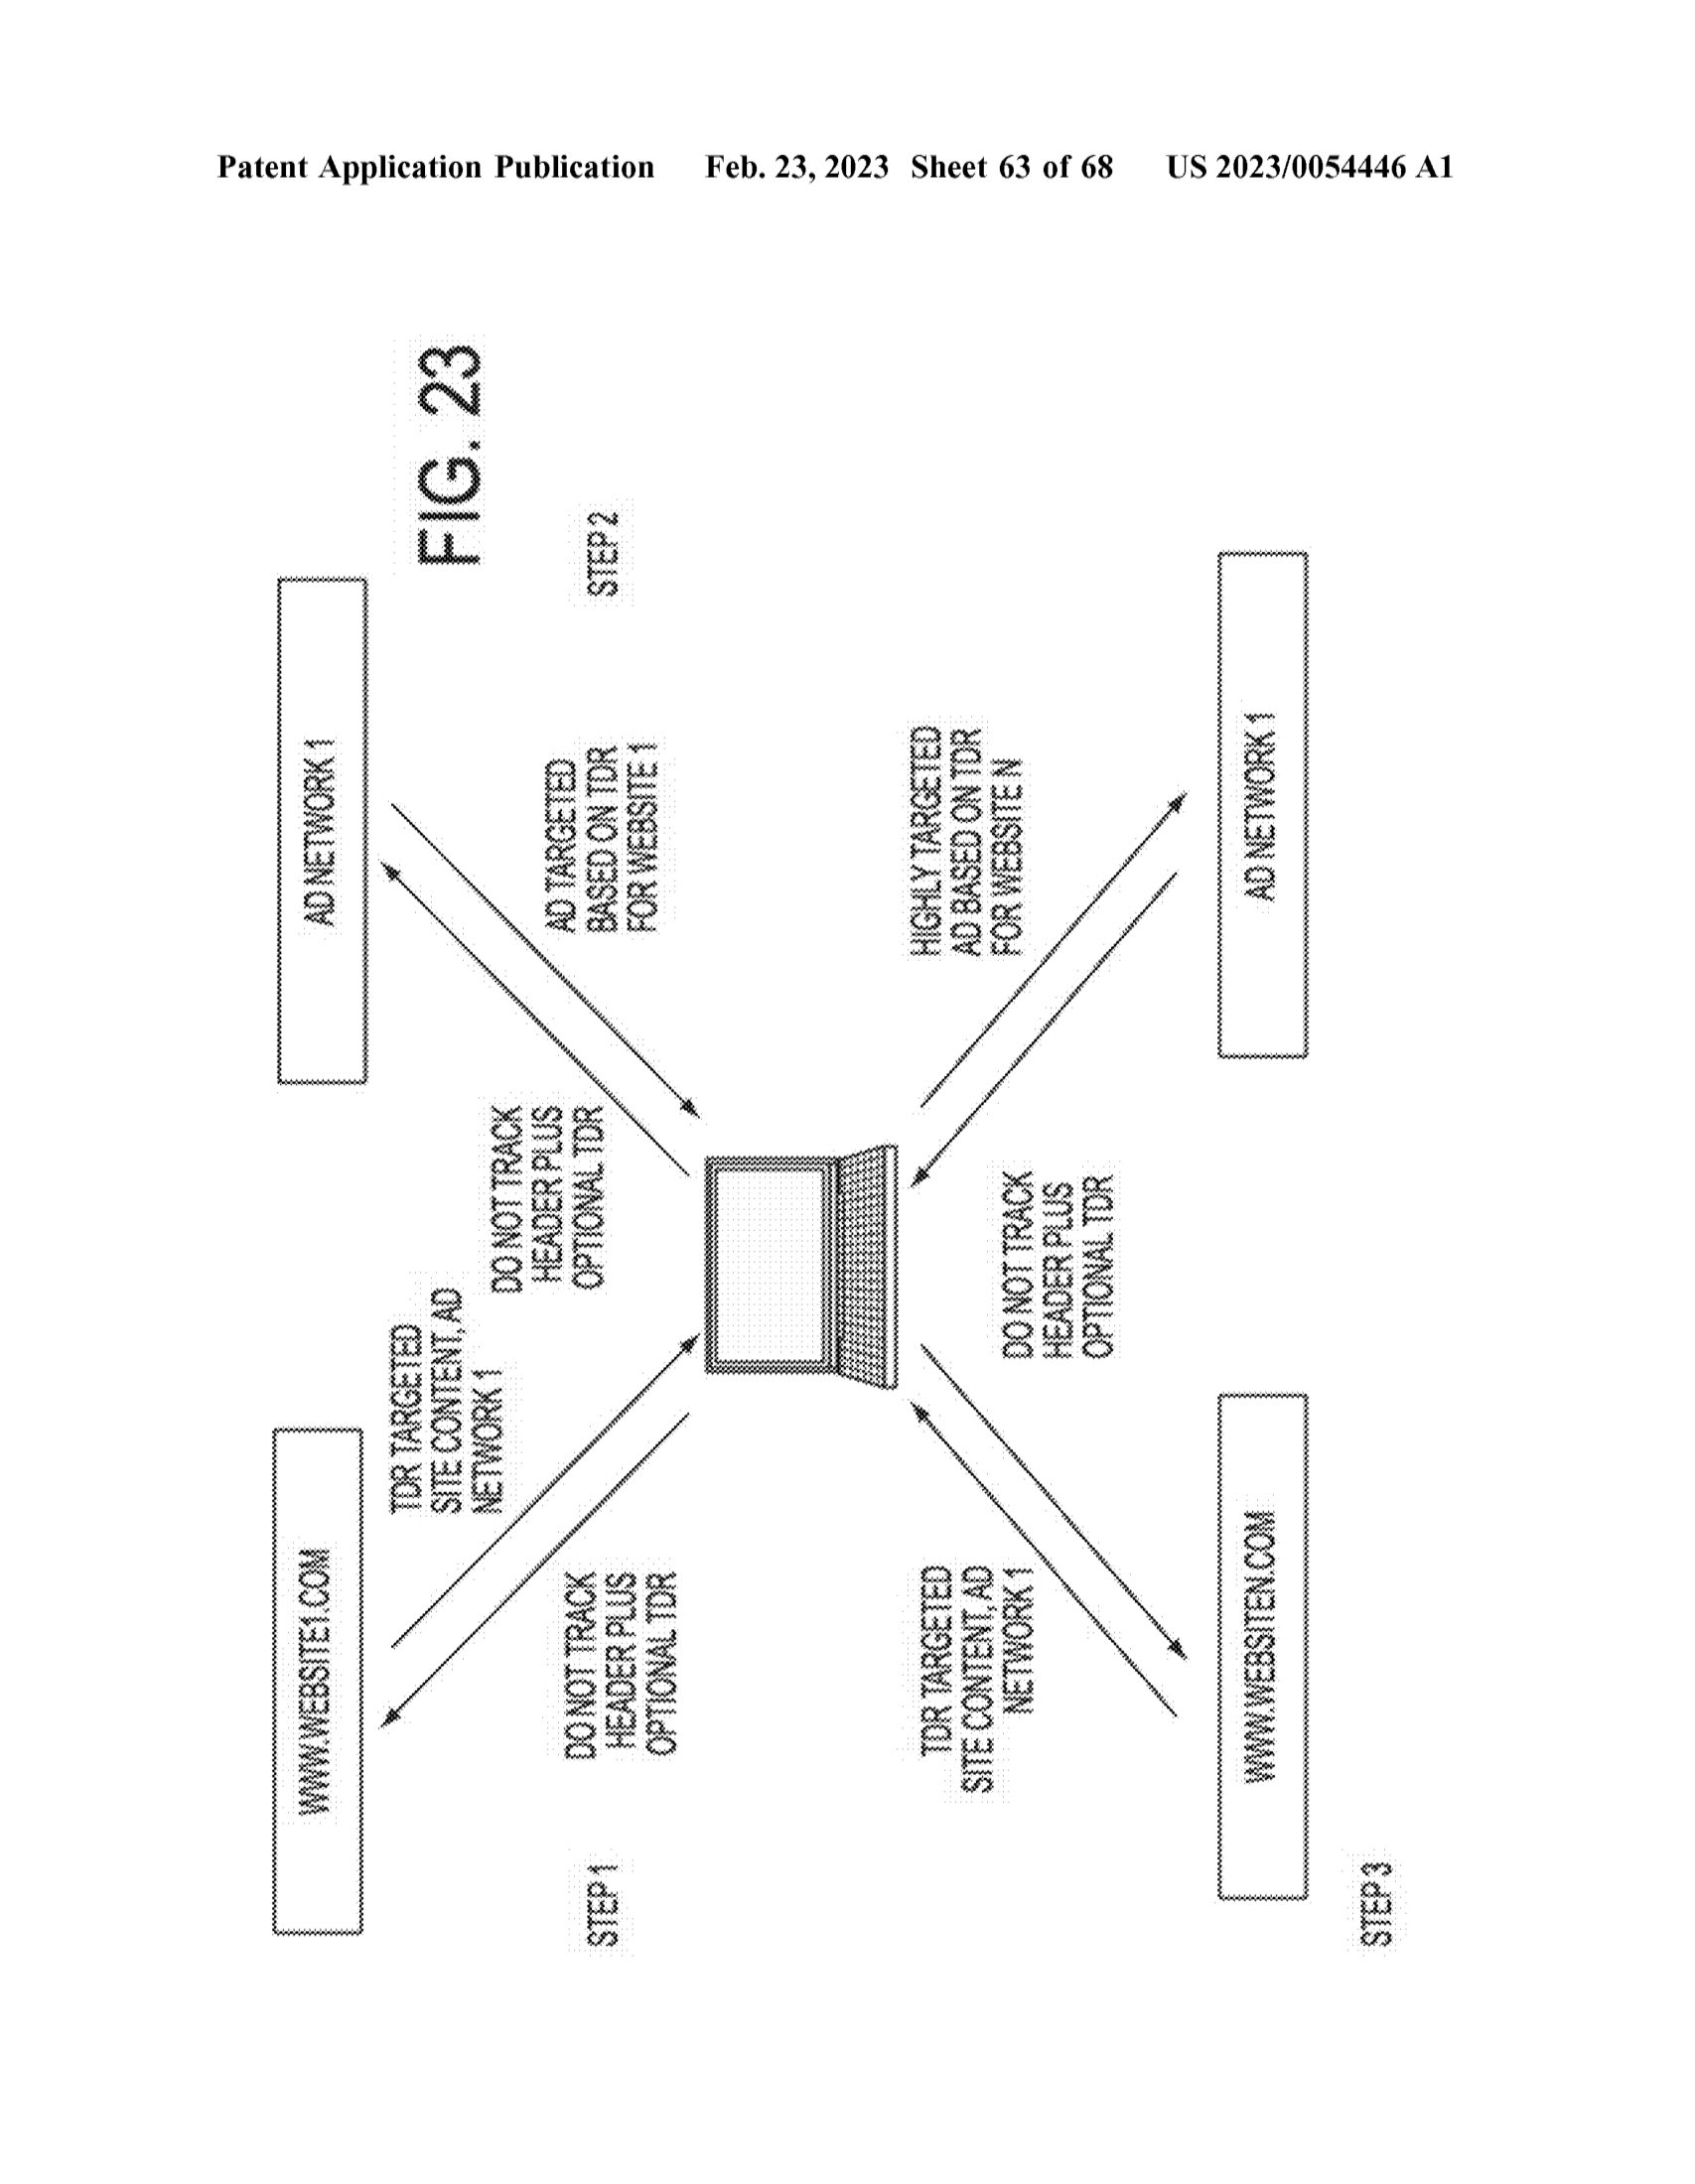 Patent Application Publication Feb. 23, 2023 Sheet 63 of 68 US 2023/0054446 A1
FIG. 23
WWW.WEBSITE1.COM
AD NETWORK 1
TDR TARGETED
SITE CONTENT, AD
NETWORK 1
DO NOT TRACK
HEADER PLUS
OPTIONAL TDR
AD TARGETED
BASED ON TDR
FOR WEBSITE 1
STEP 1
DO NOT TRACK
HEADER PLUS
OPTIONAL TDR
STEP 2
TDR TARGETED
SITE CONTENT, AD
NETWORK 1
DO NOT TRACK
HEADER PLUS
OPTIONAL TDR
HIGHLY TARGETED
AD BASED ON TDR
FOR WEBSITE N
WWW.WEBSITEN.COM
AD NETWORK 1
STEP 3